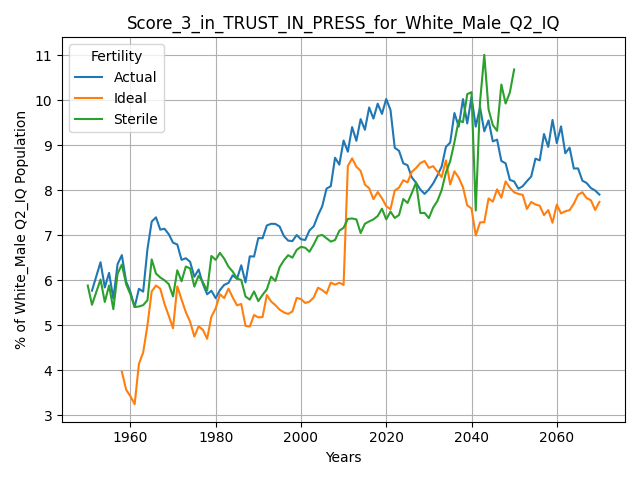 Score_3_in_TRUST_IN_PRESS_for_White_Male_Q2_IQ
% of White_Male Q2_IQ Population
11
10
9
8
7
6
5
4
3
Fertility
Actual
Ideal
Sterile
1960 1980 2000 2020 2040 2060
Years